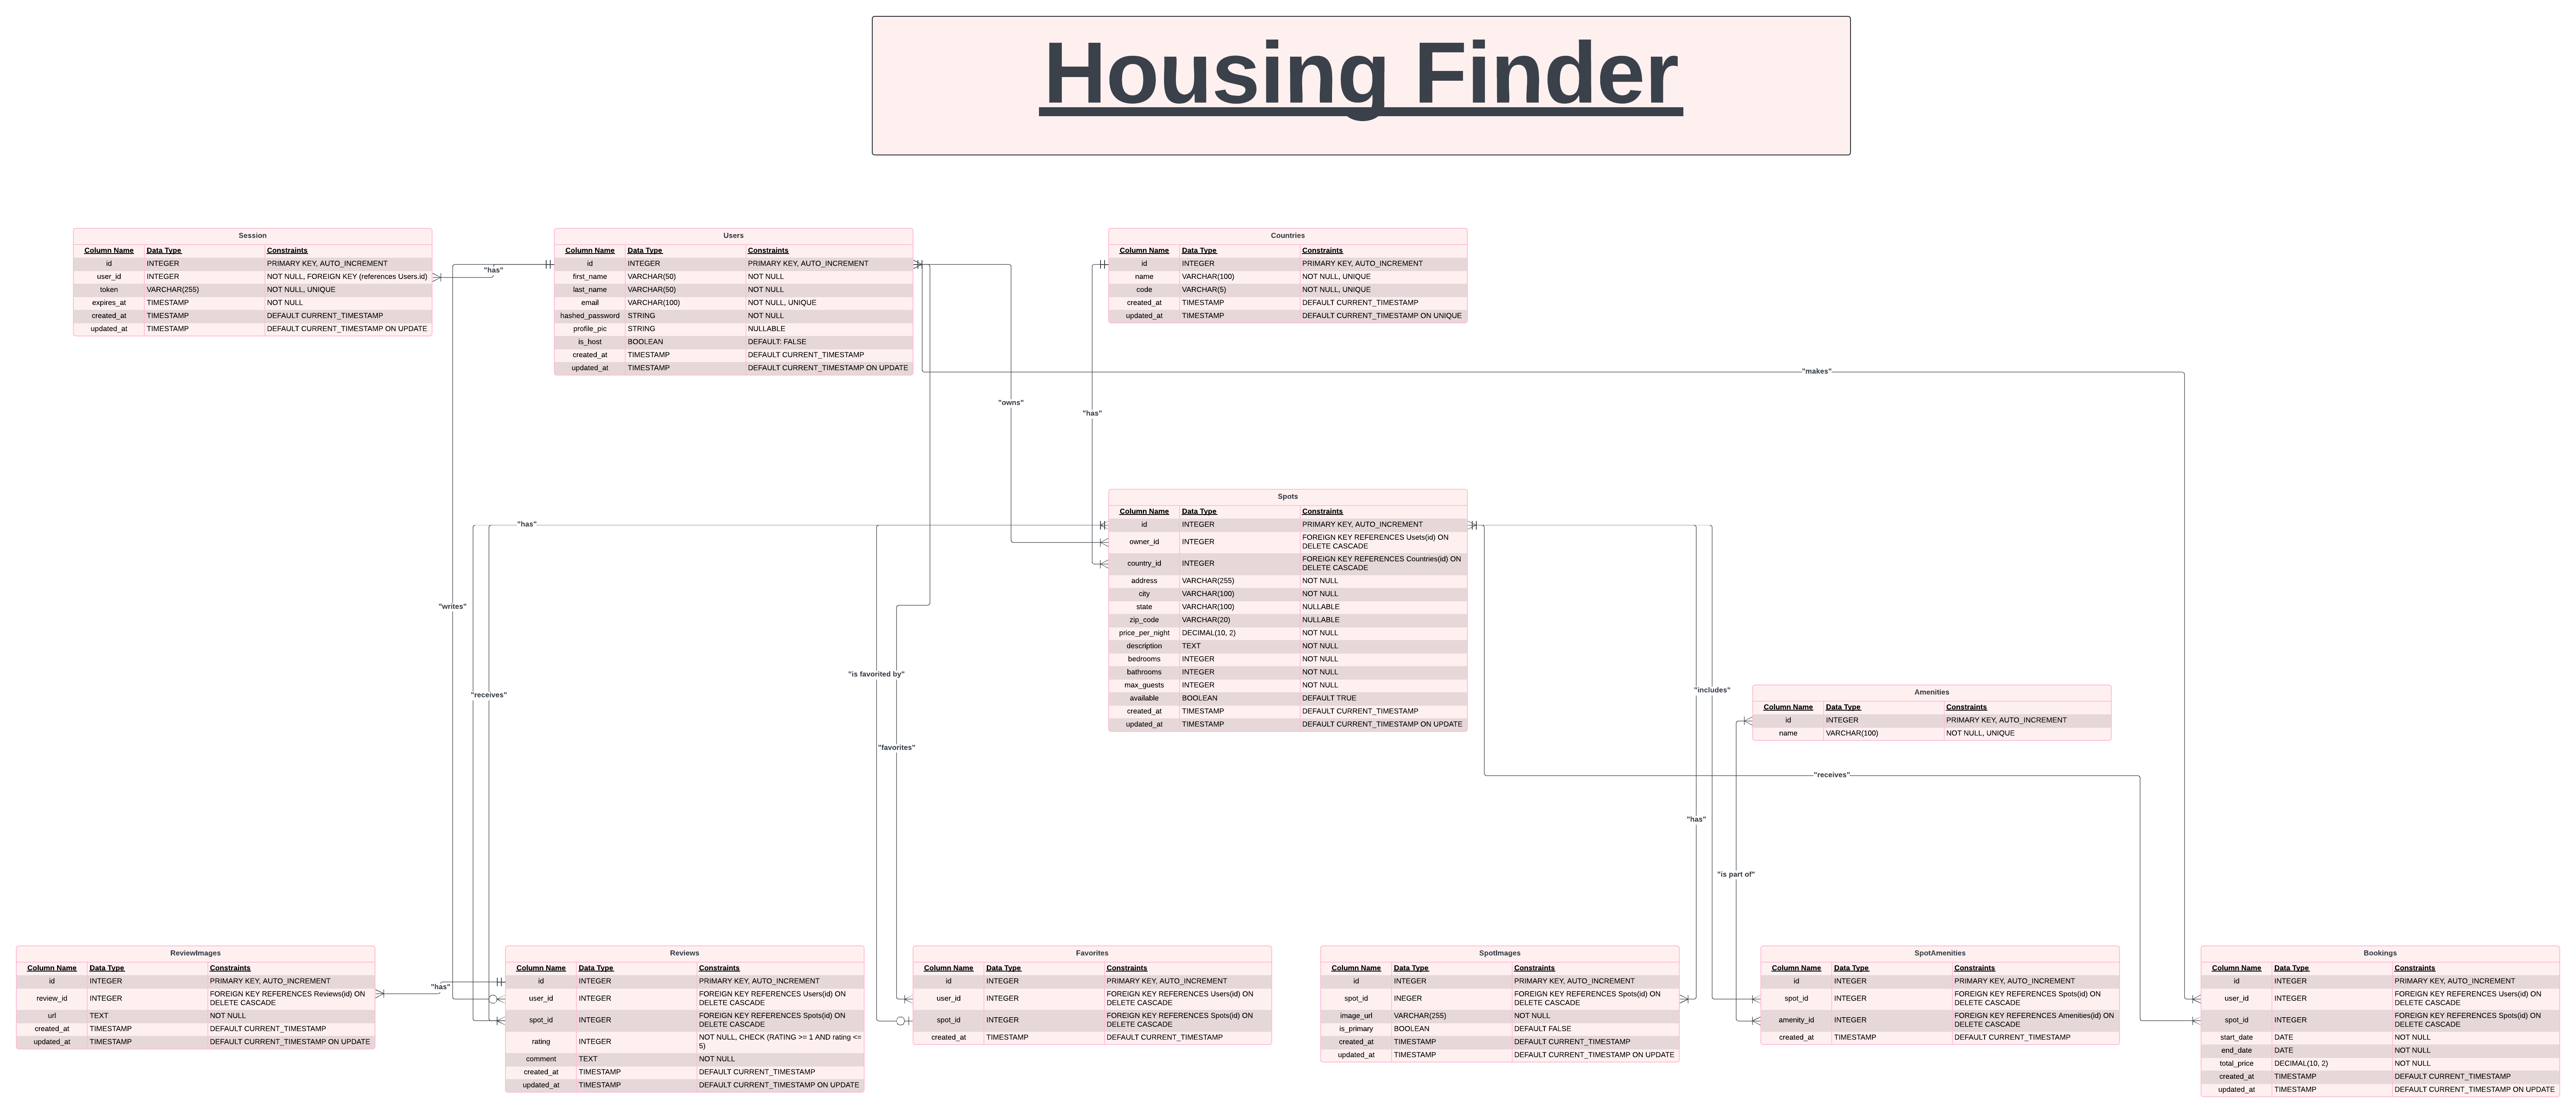 Housing Finder
Session
Column Name Data Type Constraints
id INTEGER PRIMARY KEY, AUTO_INCREMENT
user_id INTEGER NOT NULL, FOREIGN KEY (references Users.id)
token VARCHAR(255) NOT NULL, UNIQUE
expires_at TIMESTAMP NOT NULL
created_at TIMESTAMP DEFAULT CURRENT_TIMESTAMP
updated_at TIMESTAMP DEFAULT CURRENT_TIMESTAMP ON UPDATE
"has"
Users
Column Name Data Type Constraints
id INTEGER PRIMARY KEY, AUTO_INCREMENT
first_name VARCHAR(50) NOT NULL
last_name VARCHAR(50) NOT NULL
email VARCHAR(100) NOT NULL, UNIQUE
hashed_password STRING NOT NULL
profile_pic STRING NULLABLE
is_host BOOLEAN DEFAULT: FALSE
created_at TIMESTAMP DEFAULT CURRENT_TIMESTAMP
updated_at TIMESTAMP DEFAULT CURRENT_TIMESTAMP ON UPDATE
Countries
Column Name Data Type Constraints
id INTEGER PRIMARY KEY, AUTO_INCREMENT
name VARCHAR(100) NOT NULL, UNIQUE
code VARCHAR(5) NOT NULL, UNIQUE
created_at TIMESTAMP DEFAULT CURRENT_TIMESTAMP
updated_at TIMESTAMP DEFAULT CURRENT_TIMESTAMP ON UNIQUE
"makes"
"owns"
"has"
Spots
Column Name Data Type Constraints
id INTEGER PRIMARY KEY, AUTO_INCREMENT
owner_id INTEGER FOREIGN KEY REFERENCES Usets(id) ON
DELETE CASCADE
country_id INTEGER FOREIGN KEY REFERENCES Countries(id) ON
DELETE CASCADE
address VARCHAR(255) NOT NULL
city VARCHAR(100) NOT NULL
state VARCHAR(100) NULLABLE
zip_code VARCHAR(20) NULLABLE
price_per_night DECIMAL(10, 2) NOT NULL
description TEXT NOT NULL
bedrooms INTEGER NOT NULL
bathrooms INTEGER NOT NULL
max_guests INTEGER NOT NULL
available BOOLEAN DEFAULT TRUE
created_at TIMESTAMP DEFAULT CURRENT_TIMESTAMP
updated_at TIMESTAMP DEFAULT CURRENT_TIMESTAMP ON UPDATE
"has"
"writes"
"is favorited by"
"receives"
"includes"
"favorites"
Amenities
Column Name Data Type Constraints
id INTEGER PRIMARY KEY, AUTO_INCREMENT
name VARCHAR(100) NOT NULL, UNIQUE
"receives"
"has"
"is part of"
ReviewImages
Column Name Data Type Constraints
id INTEGER PRIMARY KEY, AUTO_INCREMENT
review_id INTEGER FOREIGN KEY REFERENCES Reviews(id) ON
DELETE CASCADE
url TEXT NOT NULL
created_at TIMESTAMP DEFAULT CURRENT_TIMESTAMP
updated_at TIMESTAMP DEFAULT CURRENT_TIMESTAMP ON UPDATE
"has"
Reviews
Column Name Data Type Constraints
id INTEGER PRIMARY KEY, AUTO_INCREMENT
user_id INTEGER FOREIGN KEY REFERENCES Users(id) ON
DELETE CASCADE
spot_id INTEGER FOREIGN KEY REFERENCES Spots(id) ON
DELETE CASCADE
rating INTEGER NOT NULL, CHECK (RATING >= 1 AND rating <=
5)
comment TEXT NOT NULL
created_at TIMESTAMP DEFAULT CURRENT_TIMESTAMP
updated_at TIMESTAMP DEFAULT CURRENT_TIMESTAMP ON UPDATE
Favorites
Column Name Data Type Constraints
id INTEGER PRIMARY KEY, AUTO_INCREMENT
user_id INTEGER FOREIGN KEY REFERENCES Users(id) ON
DELETE CASCADE
spot_id INTEGER FOREIGN KEY REFERENCES Spots(id) ON
DELETE CASCADE
created_at TIMESTAMP DEFAULT CURRENT_TIMESTAMP
SpotImages
Column Name Data Type Constraints
id INTEGER PRIMARY KEY, AUTO_INCREMENT
spot_id INEGER FOREIGN KEY REFERENCES Spots(id) ON
DELETE CASCADE
image_url VARCHAR(255) NOT NULL
is_primary BOOLEAN DEFAULT FALSE
created_at TIMESTAMP DEFAULT CURRENT_TIMESTAMP
updated_at TIMESTAMP DEFAULT CURRENT_TIMESTAMP ON UPDATE
SpotAmenities
Column Name Data Type Constraints
id INTEGER PRIMARY KEY, AUTO_INCREMENT
spot_id INTEGER FOREIGN KEY REFERENCES Spots(id) ON
DELETE CASCADE
amenity_id INTEGER FOREIGN KEY REFERENCES Amenities(id) ON
DELETE CASCADE
created_at TIMESTAMP DEFAULT CURRENT_TIMESTAMP
Bookings
Column Name Data Type Constraints
id INTEGER PRIMARY KEY, AUTO_INCREMENT
user_id INTEGER FOREIGN KEY REFERENCES Users(id) ON
DELETE CASCADE
spot_id INTEGER FOREIGN KEY REFERENCES Spots(id) ON
DELETE CASCADE
start_date DATE NOT NULL
end_date DATE NOT NULL
total_price DECIMAL(10, 2) NOT NULL
created_at TIMESTAMP DEFAULT CURRENT_TIMESTAMP
updated_at TIMESTAMP DEFAULT CURRENT_TIMESTAMP ON UPDATE